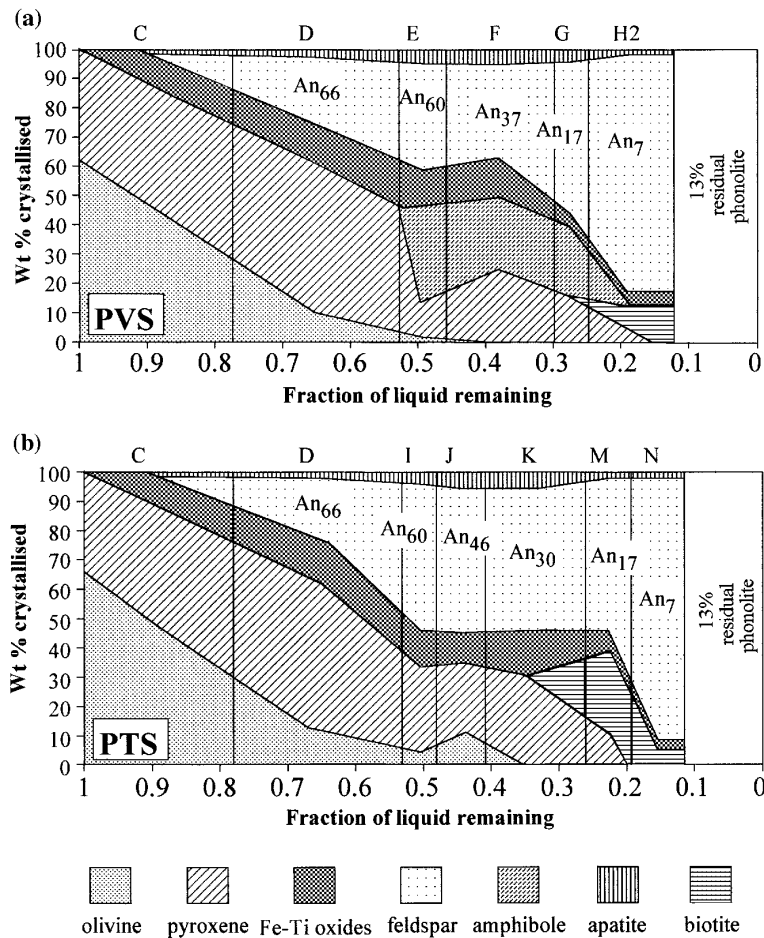 (a)
C D E F G H2
Wt % crystallised
100
90
80
70
60
50
40
30
20
10
0
An66
An60
An37
An17
An7
13% residual phonolite
PVS
1 0.9 0.8 0.7 0.6 0.5 0.4 0.3 0.2 0.1 0
Fraction of liquid remaining
(b)
C D I J K M N
Wt % crystallised
100
90
80
70
60
50
40
30
20
10
0
An66
An60
An46
An30
An17
An7
13% residual phonolite
PTS
1 0.9 0.8 0.7 0.6 0.5 0.4 0.3 0.2 0.1 0
Fraction of liquid remaining
olivine pyroxene Fe-Ti oxides feldspar amphibole apatite biotite